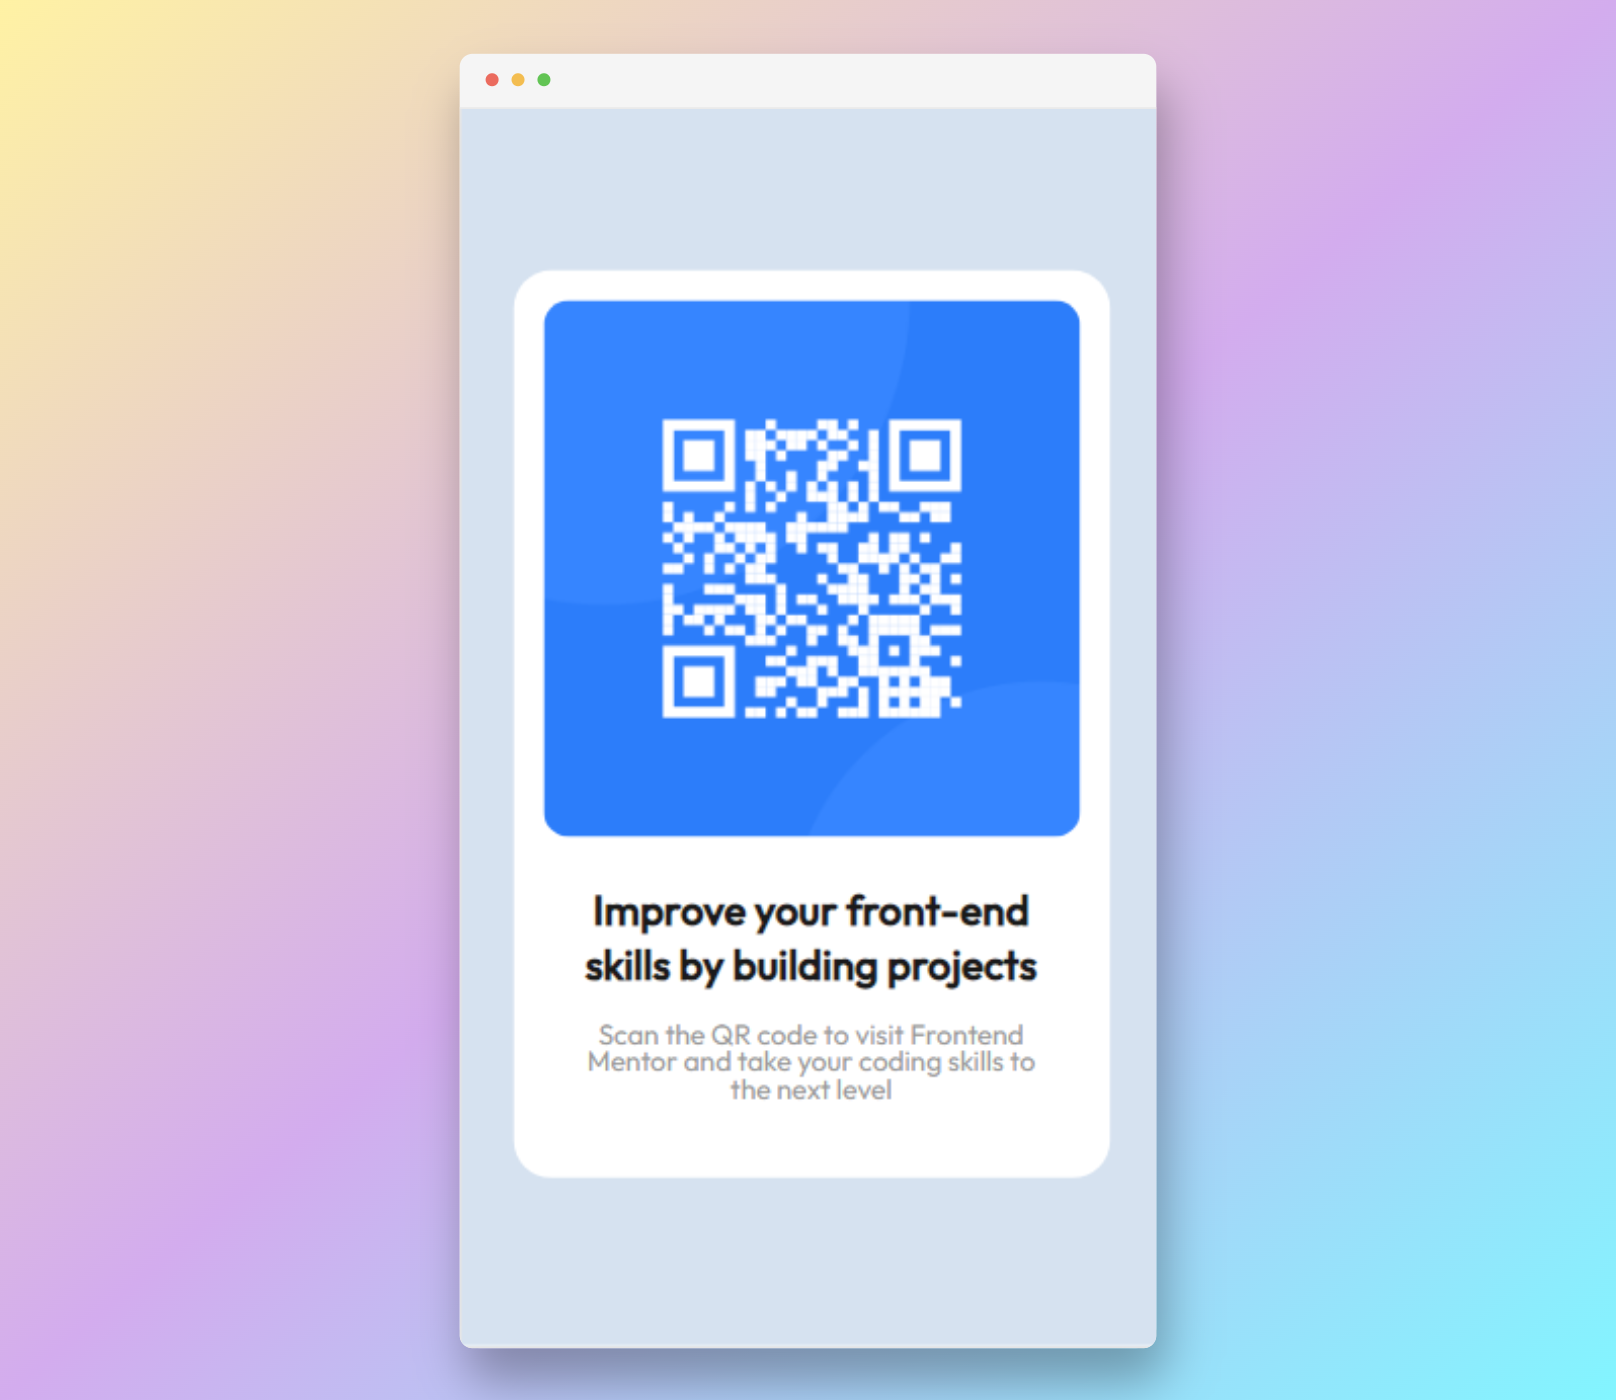 Improve your front-end
skills by building projects
Scan the QR code to visit Frontend
Mentor and take your coding skills to
the next level